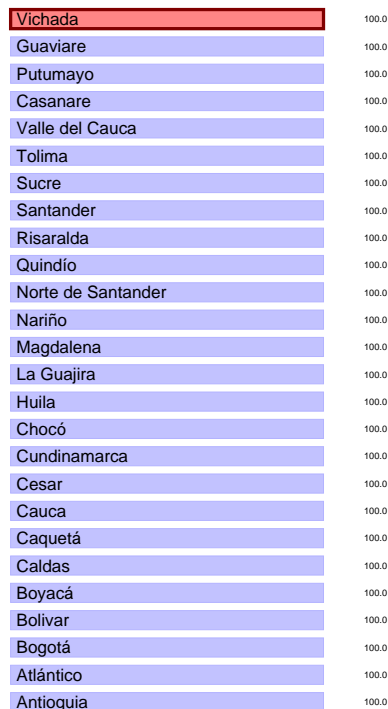 Vichada 100.0
Guaviare 100.0
Putumayo 100.0
Casanare 100.0
Valle del Cauca 100.0
Tolima 100.0
Sucre 100.0
Santander 100.0
Risaralda 100.0
Quindío 100.0
Norte de Santander 100.0
Nariño 100.0
Magdalena 100.0
La Guajira 100.0
Huila 100.0
Chocó 100.0
Cundinamarca 100.0
Cesar 100.0
Cauca 100.0
Caquetá 100.0
Caldas 100.0
Boyacá 100.0
Bolivar 100.0
Bogotá 100.0
Atlántico 100.0
Antioquia 100.0